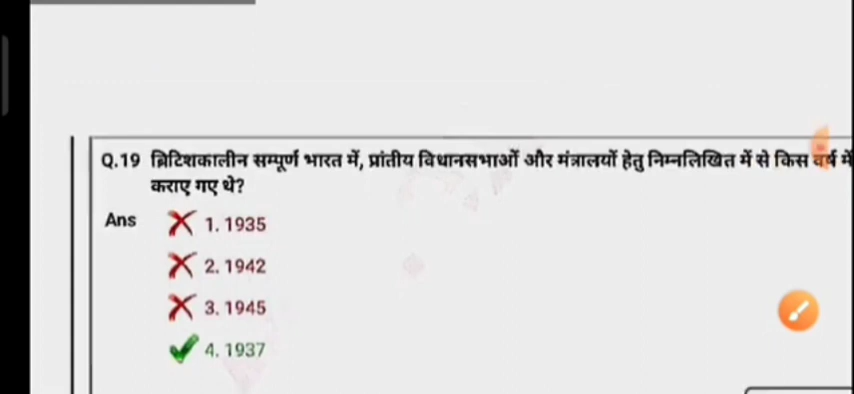 Q.19 ब्रिटिशकालीन सम्पूर्ण भारत में, प्रांतीय विधानसभाओं और मंत्रालयों हेतु निम्नलिखित में से किस वर्ष में
कराए गए थे?
Ans 1. 1935
2. 1942
3. 1945
4. 1937